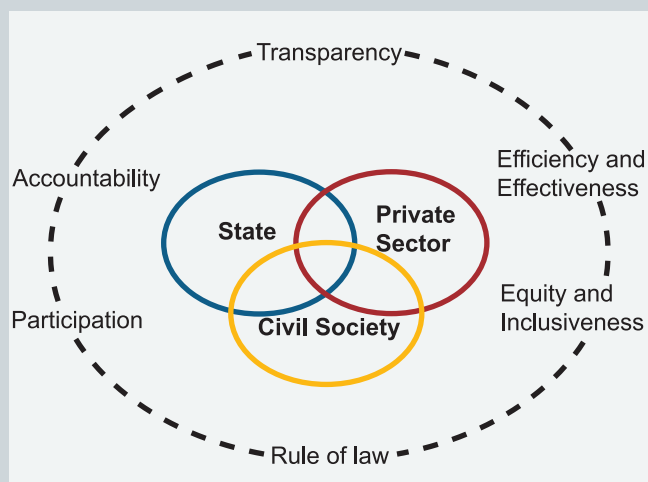 Transparency
Accountability
Efficiency and
Effectiveness
State
Private
Sector
Participation
Equity and
Inclusiveness
Civil Society
Rule of law